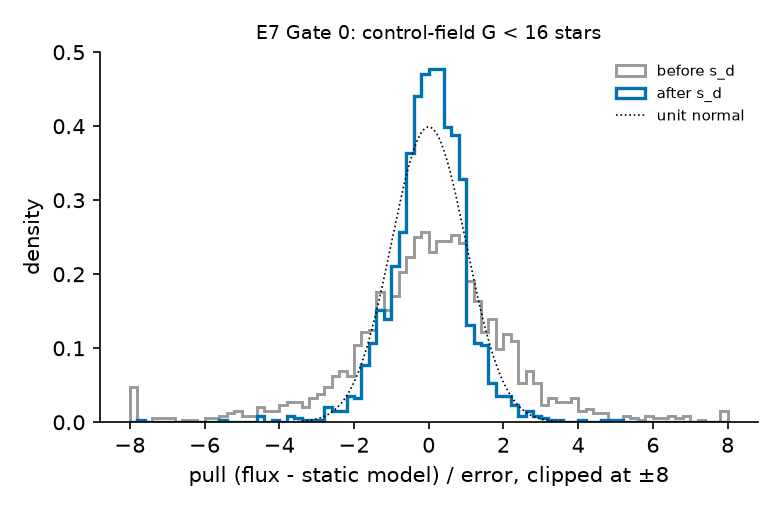 E7 Gate 0: control-field G < 16 stars
before s_d
after s_d
unit normal
density
0.5
0.4
0.3
0.2
0.1
0.0
−8 −6 −4 −2 0 2 4 6 8
pull (flux - static model) / error, clipped at ±8